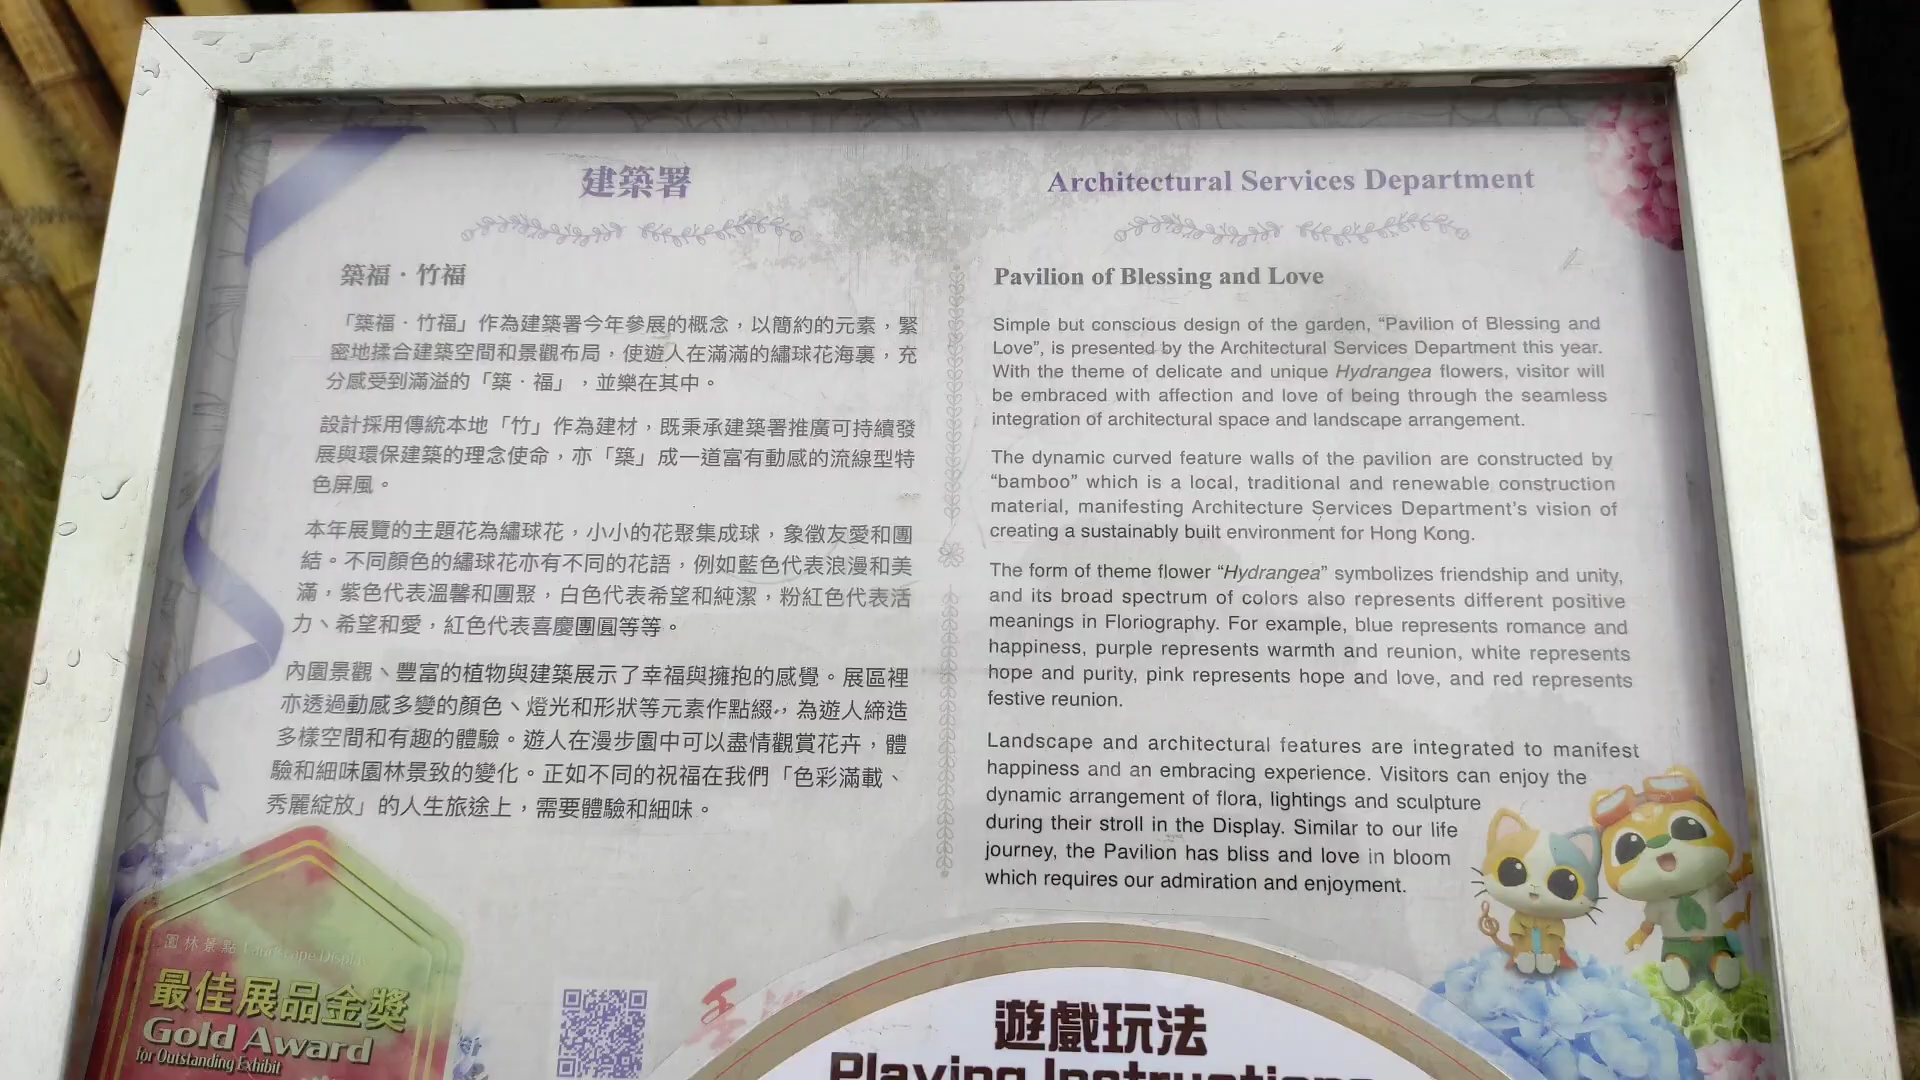 建築署
築福．竹福
「築福．竹福」作為建築署今年參展的概念，以簡約的元素，緊
密地揉合建築空間和景觀布局，使遊人在滿滿的繡球花海裏，充
分感受到滿溢的「築．福」，並樂在其中。
設計採用傳統本地「竹」作為建材，既秉承建築署推廣可持續發
展與環保建築的理念使命，亦「築」成一道富有動感的流線型特
色屏風。
本年展覽的主題花為繡球花，小小的花聚集成球，象徵友愛和團
結。不同顏色的繡球花亦有不同的花語，例如藍色代表浪漫和美
滿，紫色代表溫馨和團聚，白色代表希望和純潔，粉紅色代表活
力、希望和愛，紅色代表喜慶團圓等等。
內園景觀、豐富的植物與建築展示了幸福與擁抱的感覺。展區裡
亦透過動感多變的顏色、燈光和形狀等元素作點綴，為遊人締造
多樣空間和有趣的體驗。遊人在漫步園中可以盡情觀賞花卉，體
驗和細味園林景致的變化。正如不同的祝福在我們「色彩滿載、
秀麗綻放」的人生旅途上，需要體驗和細味。
Architectural Services Department
Pavilion of Blessing and Love
Simple but conscious design of the garden, “Pavilion of Blessing and
Love”, is presented by the Architectural Services Department this year.
With the theme of delicate and unique Hydrangea flowers, visitor will
be embraced with affection and love of being through the seamless
integration of architectural space and landscape arrangement.
The dynamic curved feature walls of the pavilion are constructed by
“bamboo” which is a local, traditional and renewable construction
material, manifesting Architecture Services Department's vision of
creating a sustainably built environment for Hong Kong.
The form of theme flower “Hydrangea” symbolizes friendship and unity,
and its broad spectrum of colors also represents different positive
meanings in Floriography. For example, blue represents romance and
happiness, purple represents warmth and reunion, white represents
hope and purity, pink represents hope and love, and red represents
festive reunion.
Landscape and architectural features are integrated to manifest
happiness and an embracing experience. Visitors can enjoy the
dynamic arrangement of flora, lightings and sculpture
during their stroll in the Display. Similar to our life
journey, the Pavilion has bliss and love in bloom
which requires our admiration and enjoyment.
園林景點 Landscape Display
最佳展品金獎
Gold Award
for Outstanding Exhibit
遊戲玩法
Playing Instructions